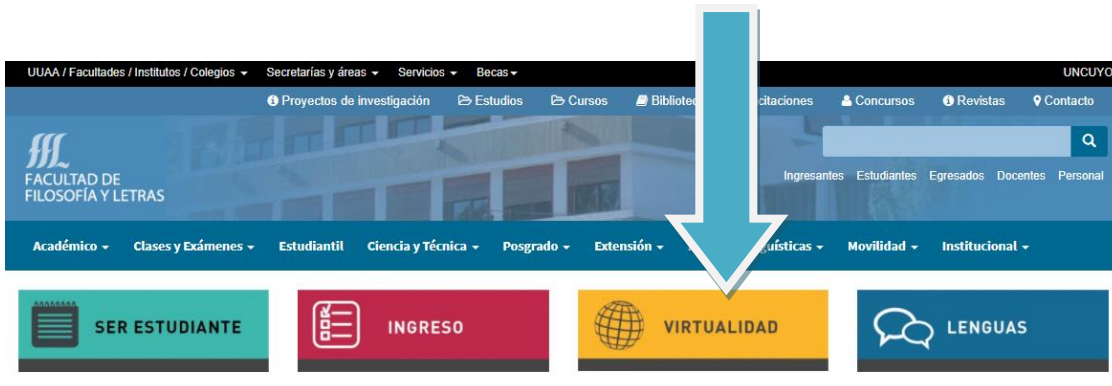 UUAA / Facultades / Institutos / Colegios Secretarías y áreas Servicios Becas UNCUYO
Proyectos de investigación Estudios Cursos Concursos Revistas Contacto
ffl
FACULTAD DE
FILOSOFÍA Y LETRAS
Ingresantes Estudiantes Egresados Docentes Personal
Académico Clases y Exámenes Estudiantil Ciencia y Técnica Posgrado Extensión Movilidad Institucional
SER ESTUDIANTE INGRESO VIRTUALIDAD LENGUAS